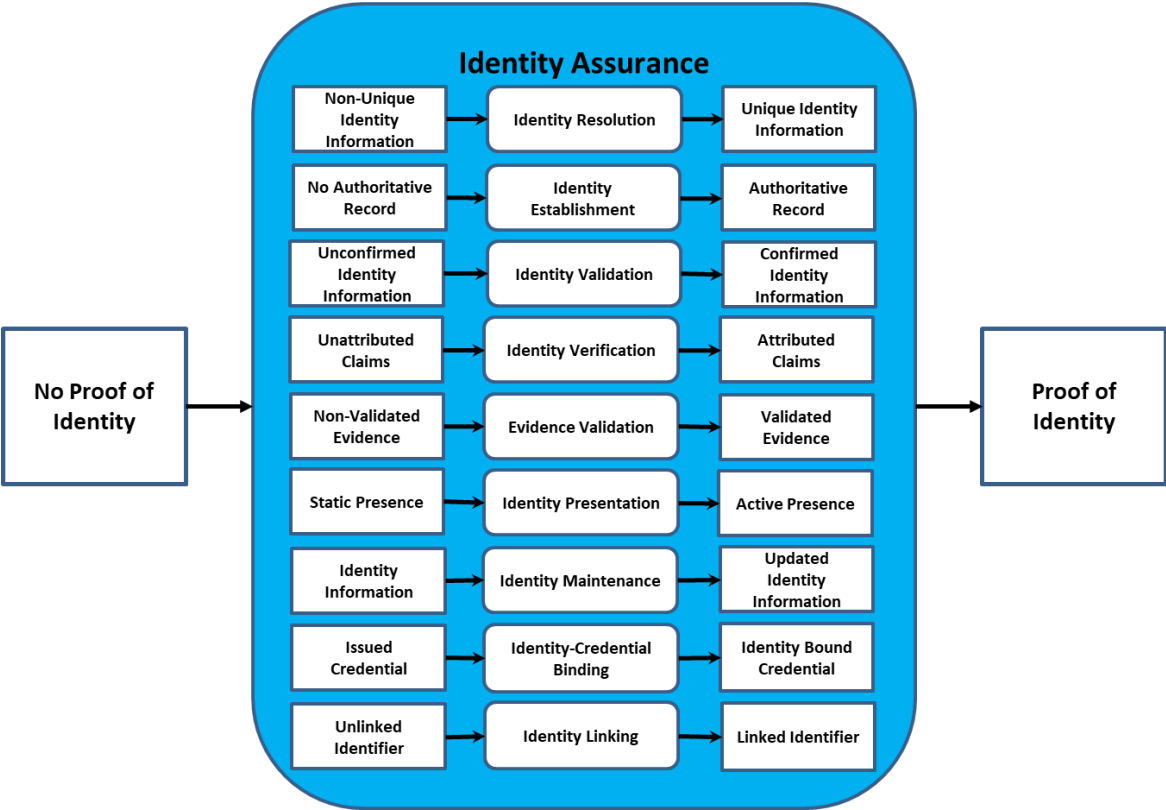 Identity Assurance
Non-Unique
Identity
Information
Identity Resolution
Unique Identity
Information
No Authoritative
Record
Identity
Establishment
Authoritative
Record
Unconfirmed
Identity
Information
Identity Validation
Confirmed
Identity
Information
Unattributed
Claims
Identity Verification
Attributed
Claims
No Proof of
Identity
Non-Validated
Evidence
Evidence Validation
Validated
Evidence
Proof of
Identity
Static Presence
Identity Presentation
Active Presence
Identity
Information
Identity Maintenance
Updated
Identity
Information
Issued
Credential
Identity-Credential
Binding
Identity Bound
Credential
Unlinked
Identifier
Identity Linking
Linked Identifier